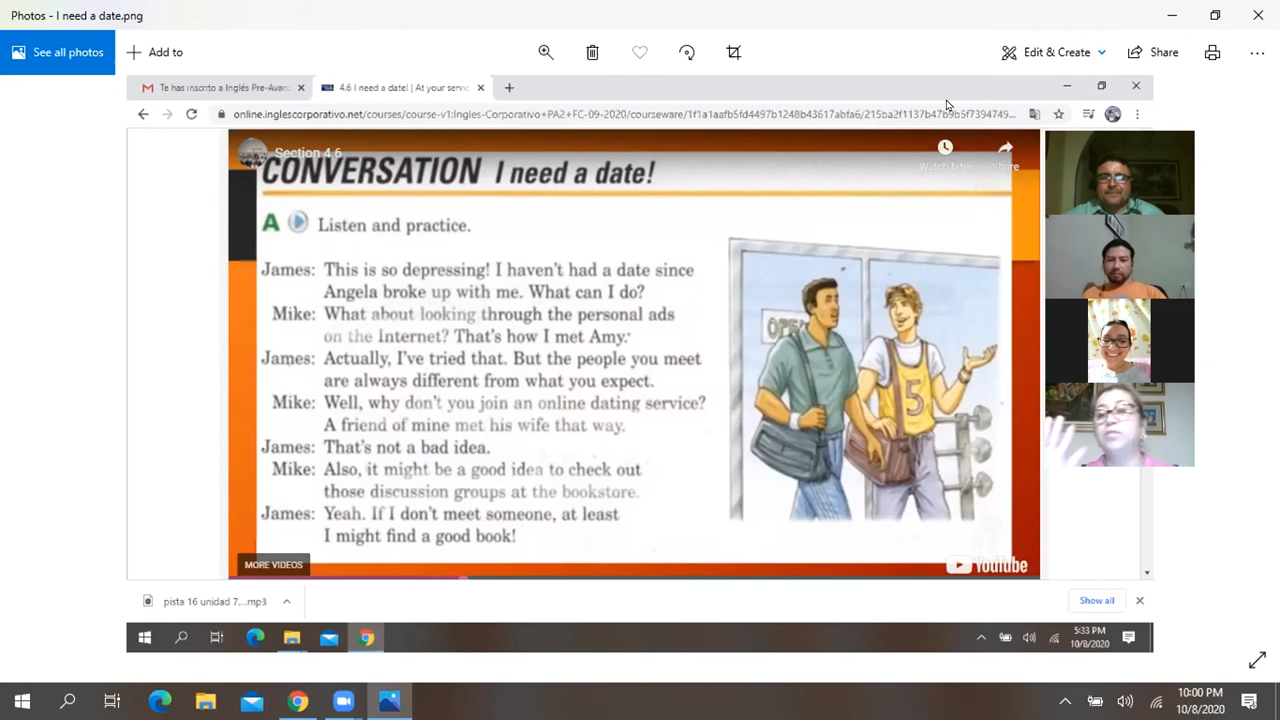 Photos - I need a date.png
See all photos
Add to
Edit & Create
Share
Te has inscrito a Inglés Pre-Avan
4.6 I need a date! | At your servic
online.inglescorporativo.net/courses/course-v1:Ingles-Corporativo+PA2+FC-09-2020/courseware/1f1a1aafb5fd4497b1248b43617abfa6/215ba2f1137b47b9b5f7394749...
Section 4.6
Watch later
Share
CONVERSATION I need a date!
A Listen and practice.
James: This is so depressing! I haven't had a date since
Angela broke up with me. What can I do?
Mike: What about looking through the personal ads
on the Internet? That's how I met Amy.
James: Actually, I've tried that. But the people you meet
are always different from what you expect.
Mike: Well, why don't you join an online dating service?
A friend of mine met his wife that way.
James: That's not a bad idea.
Mike: Also, it might be a good idea to check out
those discussion groups at the bookstore.
James: Yeah. If I don't meet someone, at least
I might find a good book!
OPEN
5
MORE VIDEOS
YouTube
pista 16 unidad 7....mp3
Show all
5:33 PM
10/8/2020
10:00 PM
10/8/2020